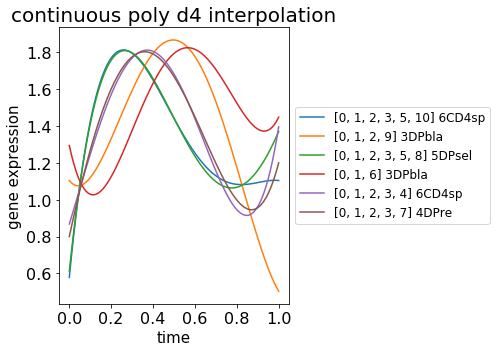 continuous poly d4 interpolation
gene expression
1.8
1.6
1.4
1.2
1.0
0.8
0.6
0.0 0.2 0.4 0.6 0.8 1.0
time
[0, 1, 2, 3, 5, 10] 6CD4sp
[0, 1, 2, 9] 3DPbla
[0, 1, 2, 3, 5, 8] 5DPsel
[0, 1, 6] 3DPbla
[0, 1, 2, 3, 4] 6CD4sp
[0, 1, 2, 3, 7] 4DPre